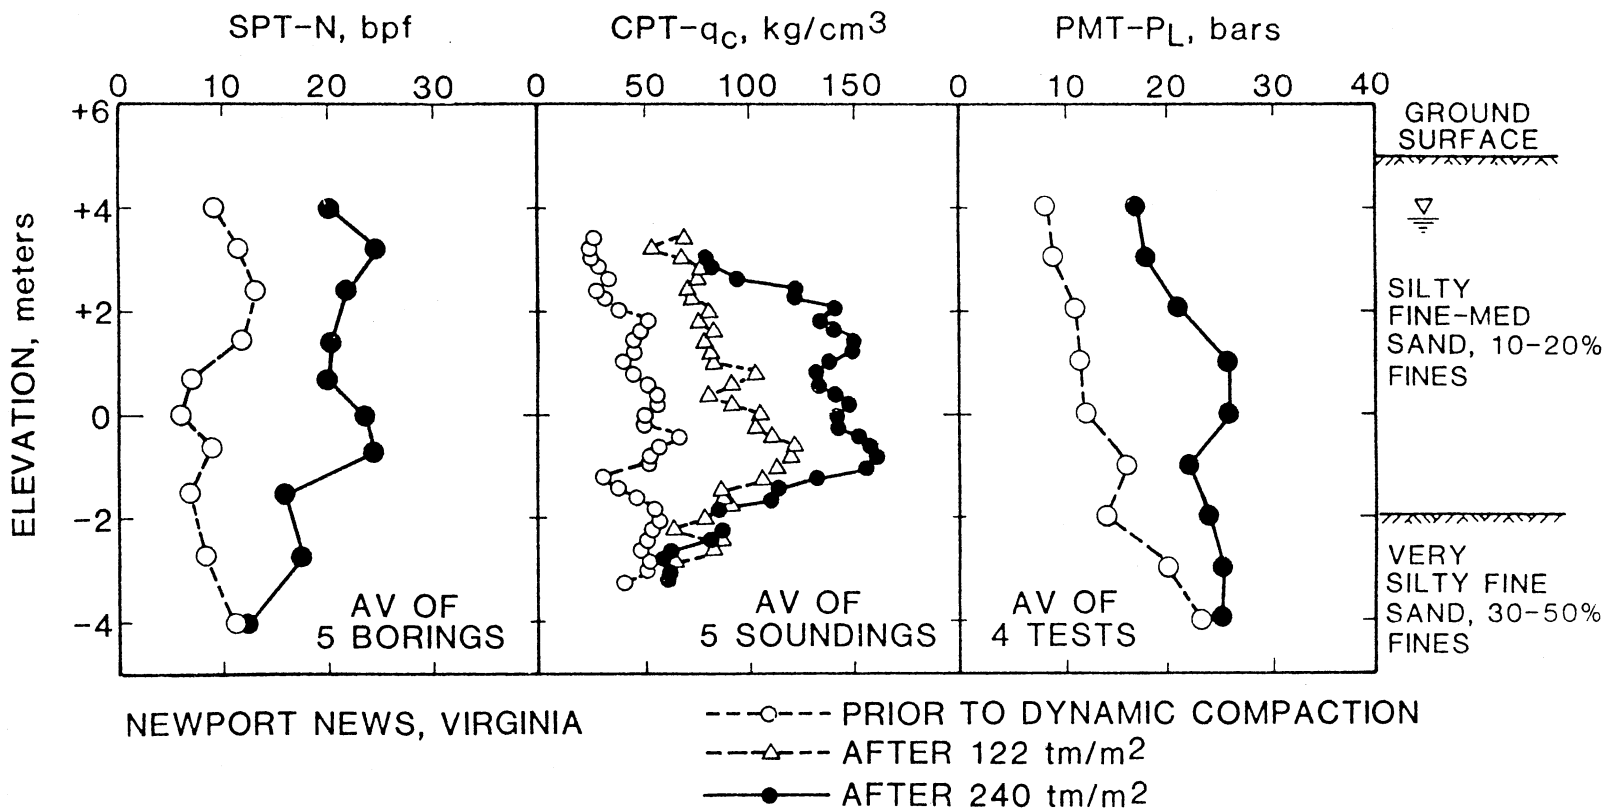 SPT-N, bpf
CPT-qC, kg/cm3
PMT-PL, bars
0 10 20 30 0 50 100 150 0 10 20 30 40
+6
+4
+2
0
-2
-4
ELEVATION, meters
AV OF
5 BORINGS
AV OF
5 SOUNDINGS
AV OF
4 TESTS
GROUND
SURFACE
SILTY
FINE-MED
SAND, 10-20%
FINES
VERY
SILTY FINE
SAND, 30-50%
FINES
NEWPORT NEWS, VIRGINIA
PRIOR TO DYNAMIC COMPACTION
AFTER 122 tm/m2
AFTER 240 tm/m2